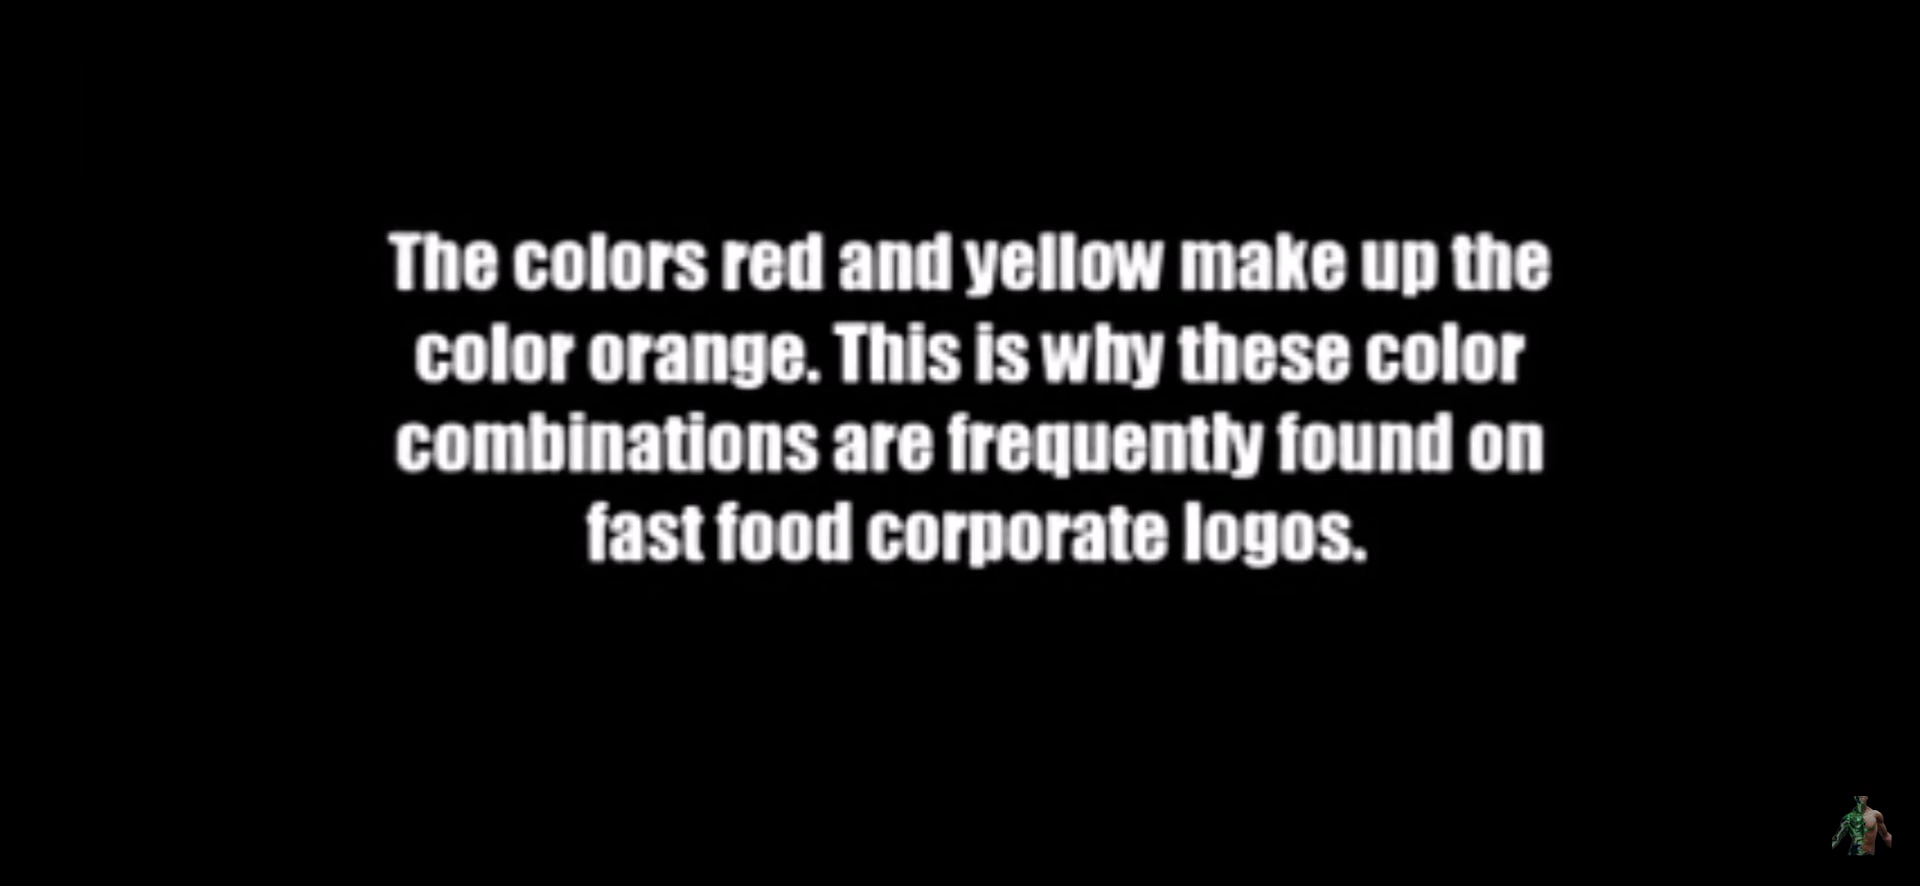 The colors red and yellow make up the
color orange. This is why these color
combinations are frequently found on
fast food corporate logos.